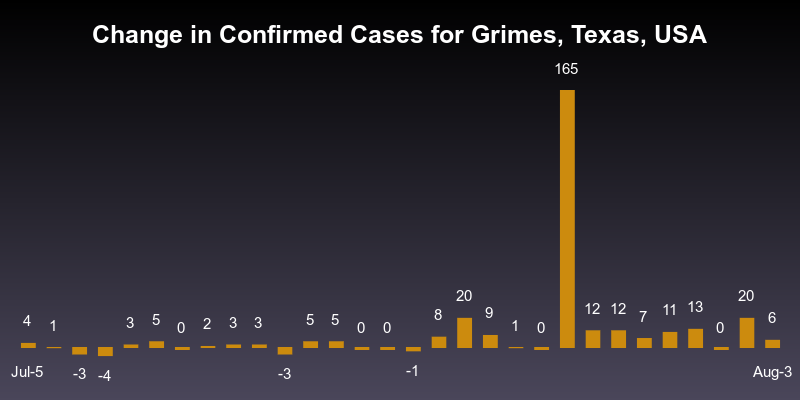 Change in Confirmed Cases for Grimes, Texas, USA
165
20 20
8 9 12 12 7 11 13 6
4 1 3 5 0 2 3 3 5 5 0 0 1 0 0
-3 -4 -3 -1
Jul-5 Aug-3